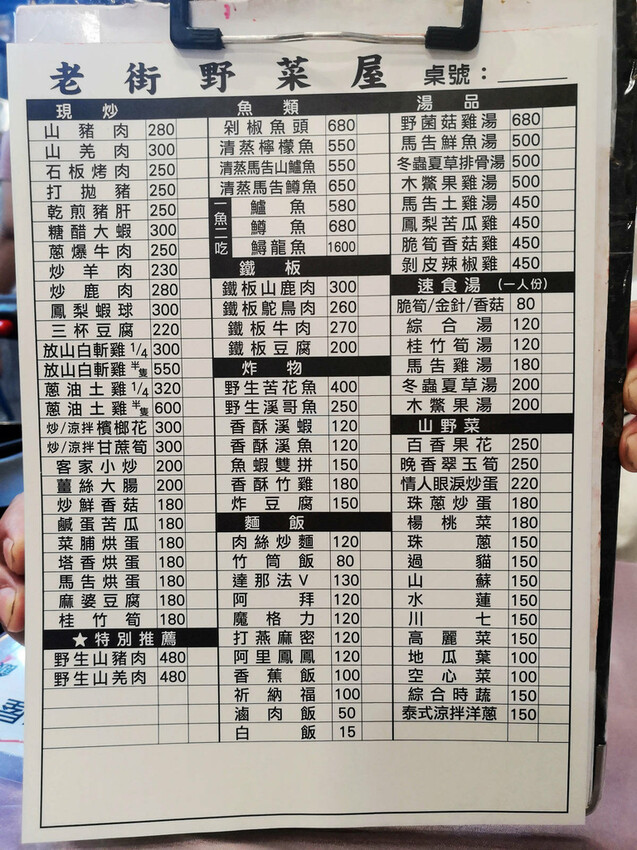 老街野菜屋 桌號：
現炒
山豬肉 280
山羌肉 300
石板烤肉 250
打拋豬 250
乾煎豬肝 250
糖醋大蝦 300
蔥爆牛肉 250
炒羊肉 230
炒鹿肉 280
鳳梨蝦球 300
三杯豆腐 220
放山白斬雞 1/4 300
放山白斬雞 半隻 550
蔥油土雞 1/4 320
蔥油土雞 半隻 600
炒/涼拌 檳榔花 300
炒/涼拌 甘蔗筍 300
客家小炒 200
薑絲大腸 200
炒鮮香菇 180
鹹蛋苦瓜 180
菜脯烘蛋 180
塔香烘蛋 180
馬告烘蛋 180
麻婆豆腐 180
桂竹筍 180
★特別推薦
野生山豬肉 480
野生山羌肉 480
魚類
剁椒魚頭 680
清蒸檸檬魚 550
清蒸馬告山鱸魚 550
清蒸馬告鱒魚 650
一魚二吃
鱸魚 580
鱒魚 680
鱘龍魚 1600
鐵板
鐵板山鹿肉 300
鐵板鴕鳥肉 260
鐵板牛肉 270
鐵板豆腐 200
炸物
野生苦花魚 400
野生溪哥魚 250
香酥溪蝦 120
香酥溪魚 120
魚蝦雙拼 150
香酥竹雞 180
炸豆腐 150
麵飯
肉絲炒麵 120
竹筒飯 80
達那法V 130
阿拜 120
魔格力 120
打燕麻密 120
阿里鳳鳳 120
香蕉飯 100
祈納福 100
滷肉飯 50
白飯 15
湯品
野菌菇雞湯 680
馬告鮮魚湯 500
冬蟲夏草排骨湯 500
木鱉果雞湯 500
馬告土雞湯 450
鳳梨苦瓜雞 450
脆筍香菇雞 450
剝皮辣椒雞 450
速食湯（一人份）
脆筍/金針/香菇 80
綜合湯 120
桂竹筍湯 120
馬告雞湯 180
冬蟲夏草湯 200
木鱉果湯 200
山野菜
百香果花 250
晚香翠玉筍 250
情人眼淚炒蛋 220
珠蔥炒蛋 180
楊桃菜 180
珠蔥 150
過貓 150
山蘇 150
水蓮 150
川七 150
高麗菜 150
地瓜葉 100
空心菜 100
綜合時蔬 150
泰式涼拌洋蔥 150